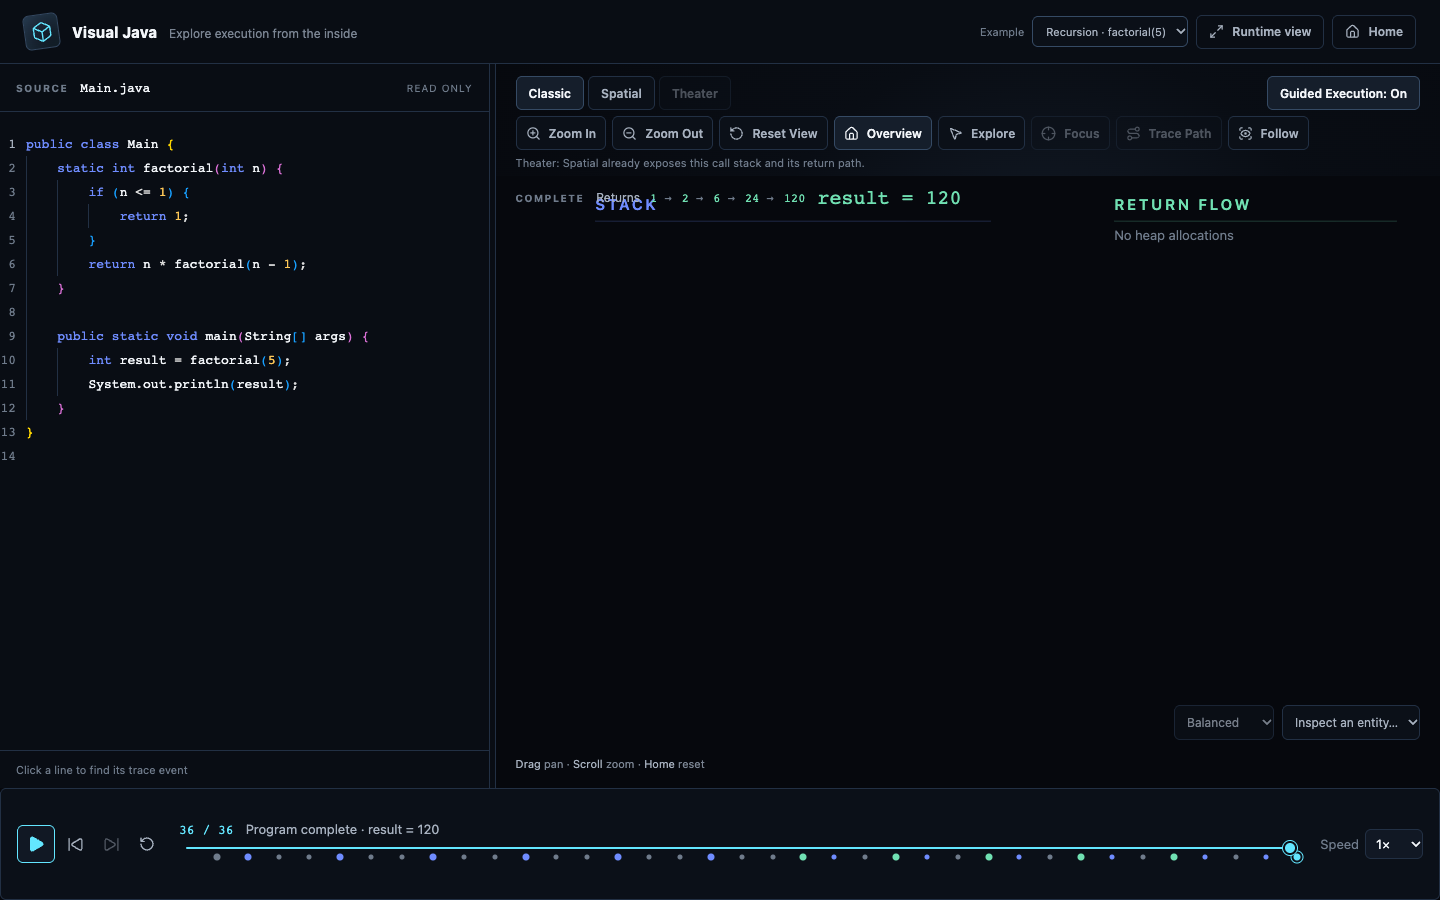 Visual Java Explore execution from the inside
Example Recursion · factorial(5) Runtime view Home
SOURCE Main.java READ ONLY
1 public class Main {
2 static int factorial(int n) {
3 if (n <= 1) {
4 return 1;
5 }
6 return n * factorial(n - 1);
7 }
8
9 public static void main(String[] args) {
10 int result = factorial(5);
11 System.out.println(result);
12 }
13 }
14
Click a line to find its trace event
Classic Spatial Theater Guided Execution: On
Zoom In Zoom Out Reset View Overview Explore Focus Trace Path Follow
Theater: Spatial already exposes this call stack and its return path.
COMPLETE Returns 1 → 2 → 6 → 24 → 120 result = 120
STACK RETURN FLOW
No heap allocations
Balanced Inspect an entity...
Drag pan · Scroll zoom · Home reset
36 / 36 Program complete · result = 120
Speed 1×